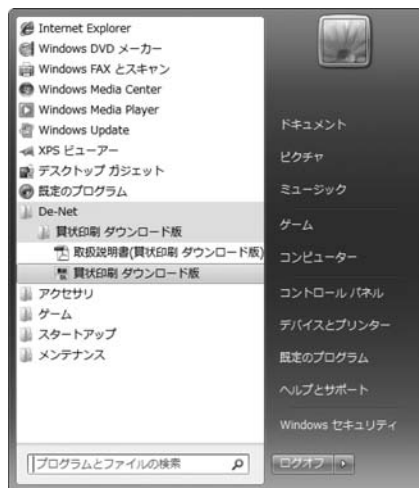 Internet Explorer
Windows DVD メーカー
Windows FAX とスキャン
Windows Media Center
Windows Media Player
Windows Update
XPS ビューアー
デスクトップ ガジェット
既定のプログラム
De-Net
賞状印刷 ダウンロード版
取扱説明書(賞状印刷 ダウンロード版)
賞状印刷 ダウンロード版
アクセサリ
ゲーム
スタートアップ
メンテナンス
プログラムとファイルの検索
ドキュメント
ピクチャ
ミュージック
ゲーム
コンピューター
コントロール パネル
デバイスとプリンター
既定のプログラム
ヘルプとサポート
Windows セキュリティ
ログオフ